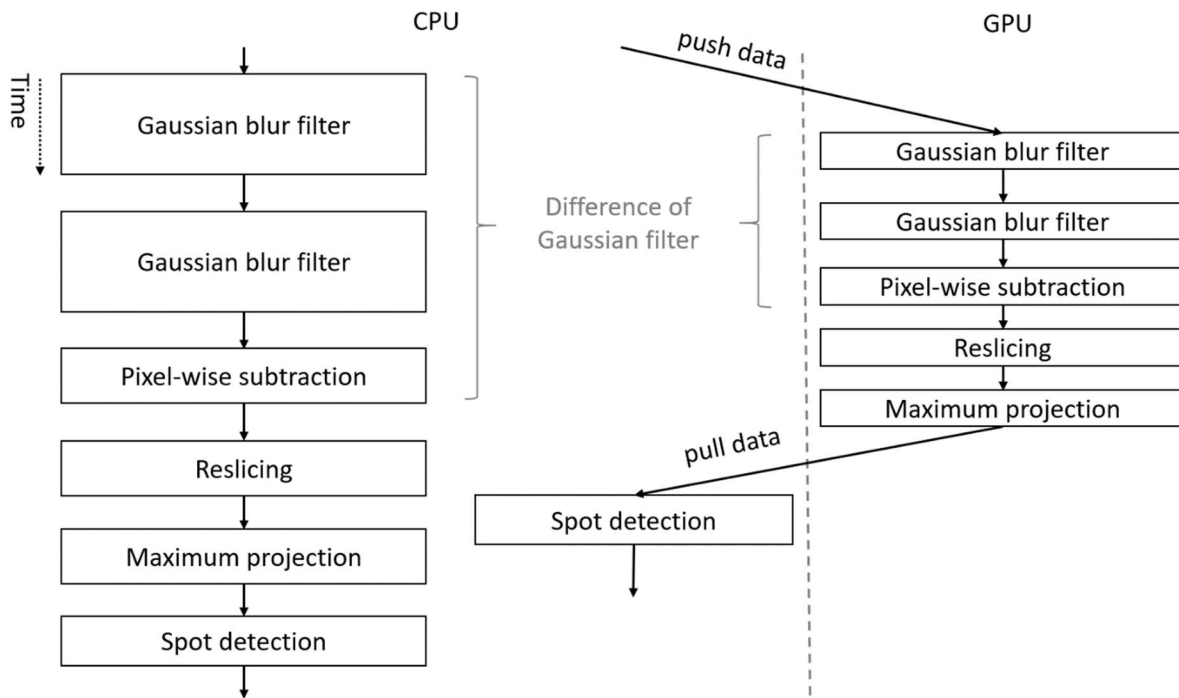 CPU
GPU
Time
Gaussian blur filter
Gaussian blur filter
Pixel-wise subtraction
Reslicing
Maximum projection
Spot detection
Difference of
Gaussian filter
push data
Gaussian blur filter
Gaussian blur filter
Pixel-wise subtraction
Reslicing
Maximum projection
pull data
Spot detection